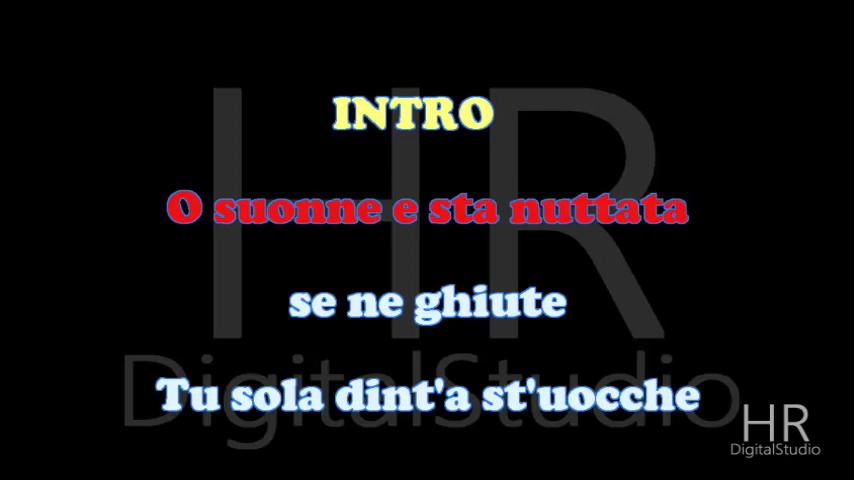 INTRO
O suonne e sta nuttata
se ne ghiute
Tu sola dint'a st'uocche
HR
DigitalStudio
HR
DigitalStudio